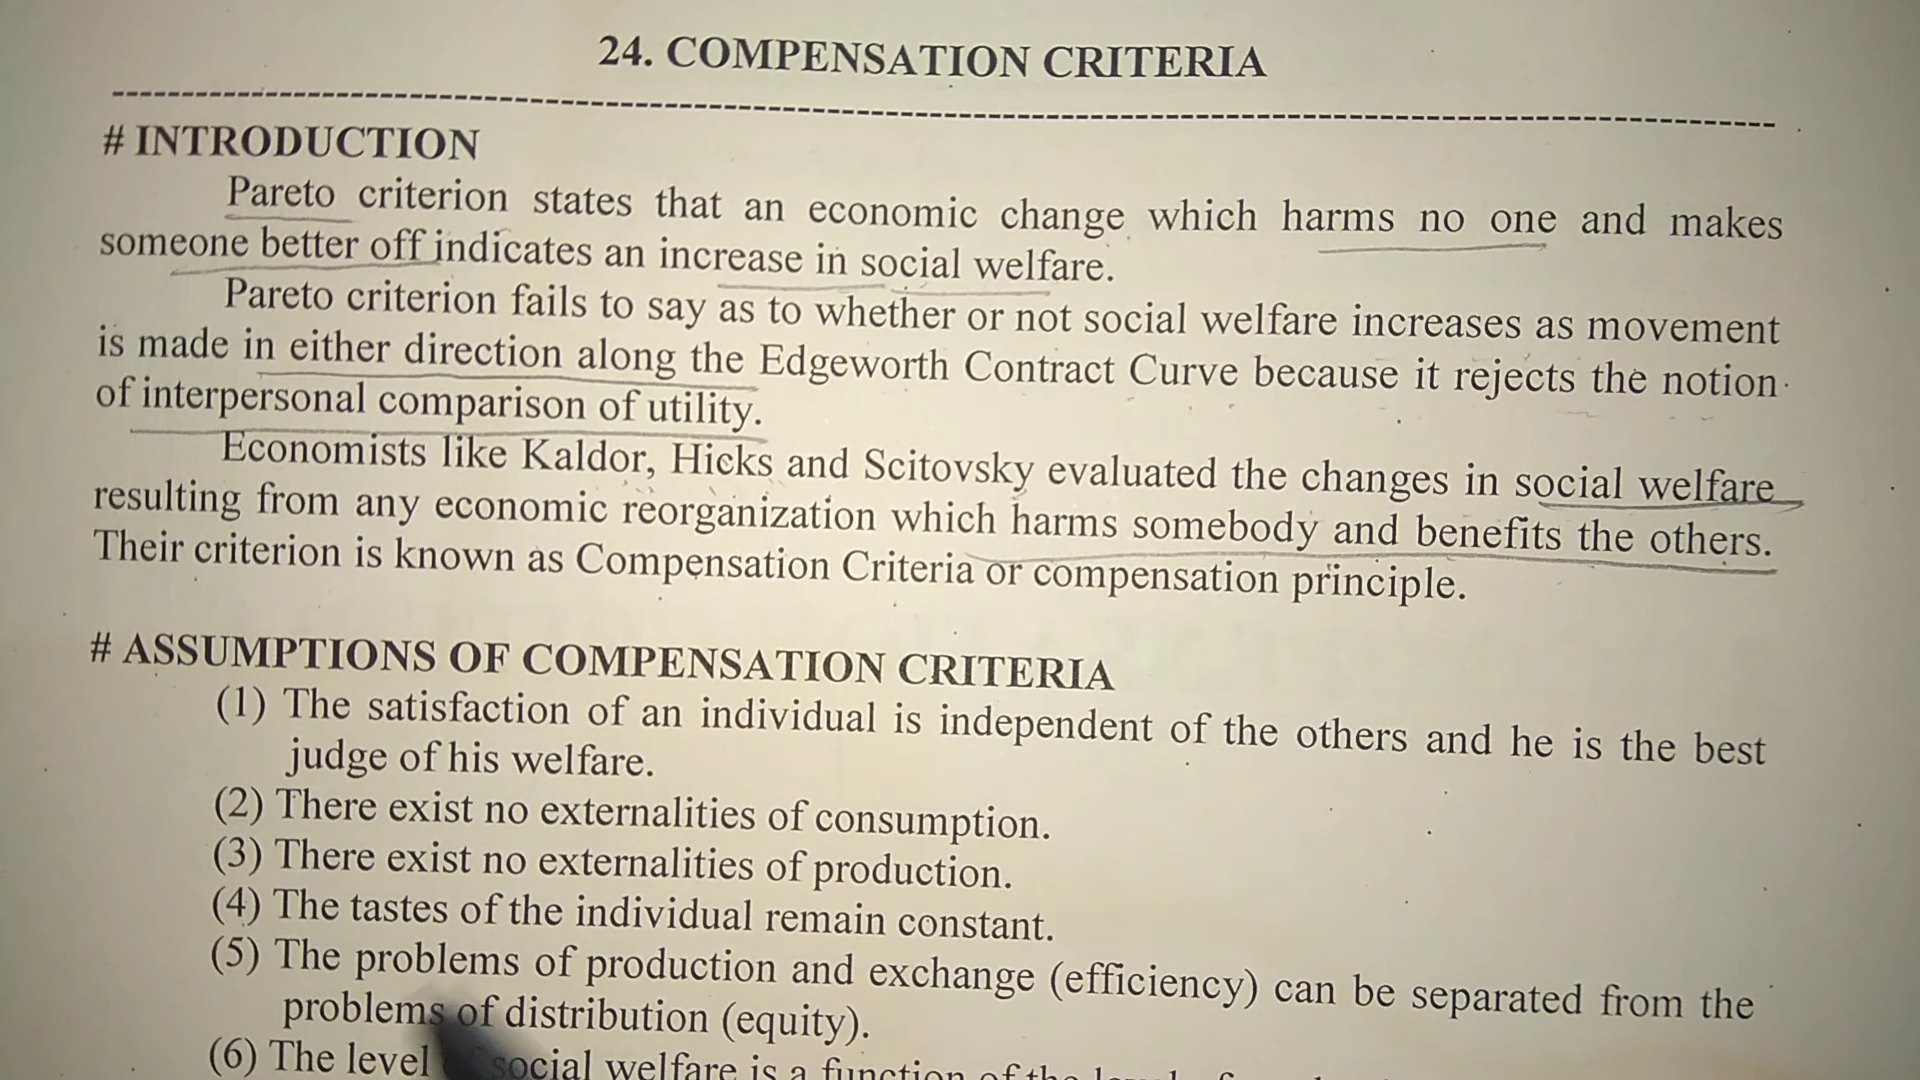 24. COMPENSATION CRITERIA
# INTRODUCTION
Pareto criterion states that an economic change which harms no one and makes
someone better off indicates an increase in social welfare.
Pareto criterion fails to say as to whether or not social welfare increases as movement
is made in either direction along the Edgeworth Contract Curve because it rejects the notion
of interpersonal comparison of utility.
Economists like Kaldor, Hicks and Scitovsky evaluated the changes in social welfare
resulting from any economic reorganization which harms somebody and benefits the others.
Their criterion is known as Compensation Criteria or compensation principle.
# ASSUMPTIONS OF COMPENSATION CRITERIA
(1) The satisfaction of an individual is independent of the others and he is the best
judge of his welfare.
(2) There exist no externalities of consumption.
(3) There exist no externalities of production.
(4) The tastes of the individual remain constant.
(5) The problems of production and exchange (efficiency) can be separated from the
problems of distribution (equity).
(6) The level social welfare is a function of the